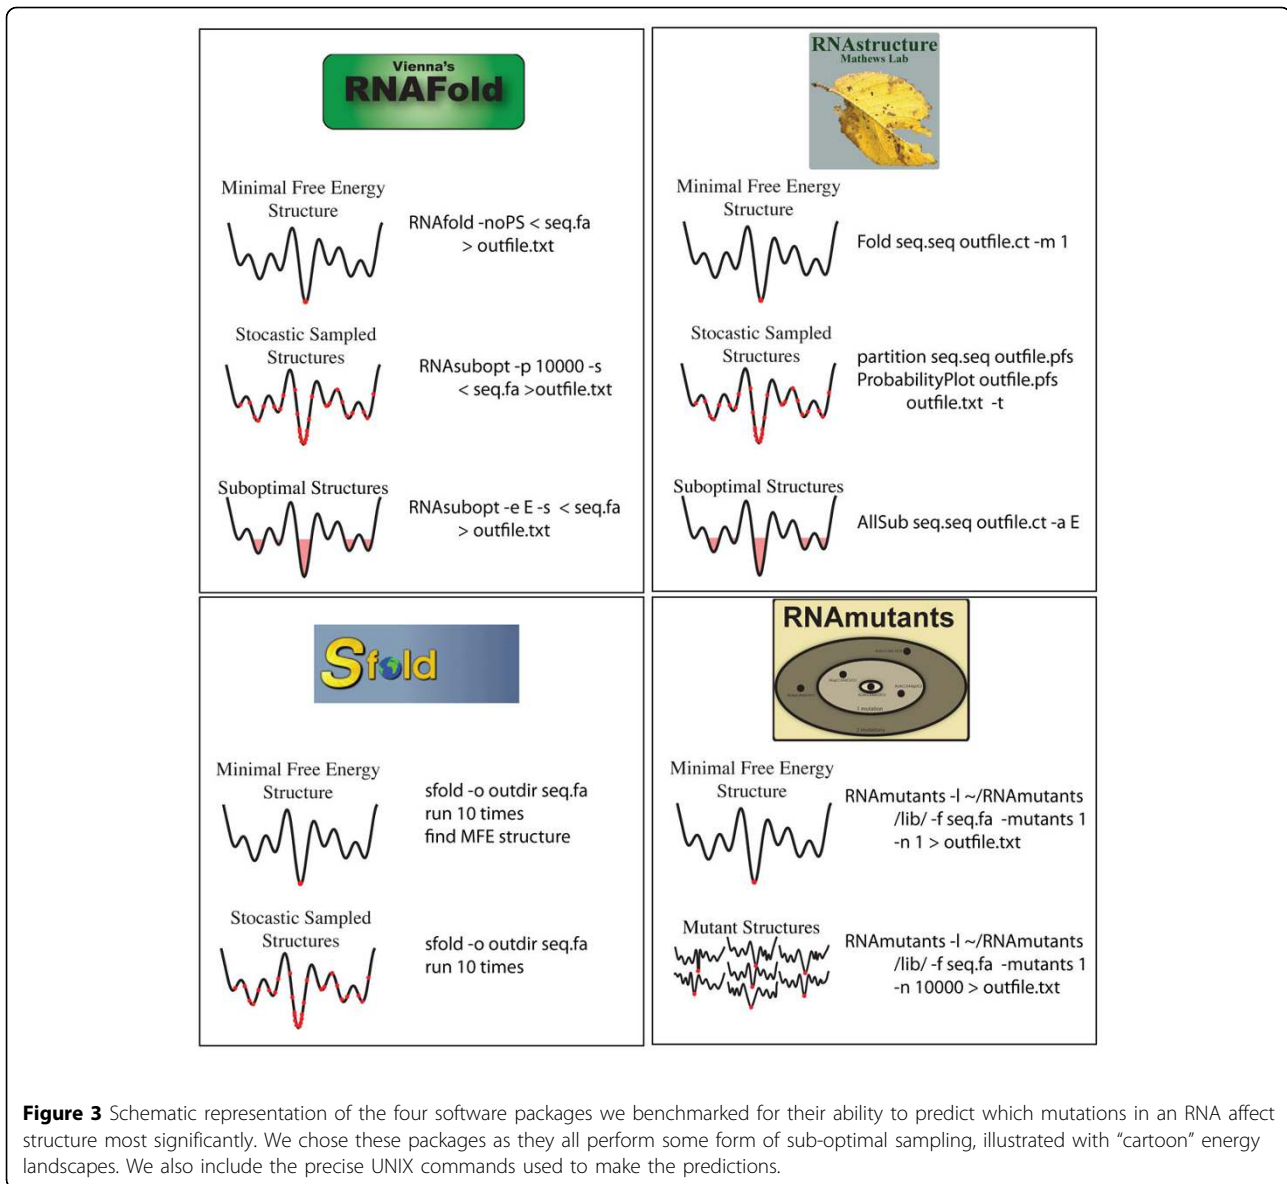 Vienna's
RNAFold
Minimal Free Energy
Structure
RNAfold -noPS < seq.fa
> outfile.txt
Stocastic Sampled
Structures
RNAsubopt -p 10000 -s
< seq.fa >outfile.txt
Suboptimal Structures
RNAsubopt -e E -s < seq.fa
> outfile.txt
RNAstructure
Mathews Lab
Minimal Free Energy
Structure
Fold seq.seq outfile.ct -m 1
Stocastic Sampled
Structures
partition seq.seq outfile.pfs
ProbabilityPlot outfile.pfs
outfile.txt -t
Suboptimal Structures
AllSub seq.seq outfile.ct -a E
Sfold
Minimal Free Energy
Structure
sfold -o outdir seq.fa
run 10 times
find MFE structure
Stocastic Sampled
Structures
sfold -o outdir seq.fa
run 10 times
RNAmutants
1 mutation
2 mutations
Minimal Free Energy
Structure
RNAmutants -l ~/RNAmutants
/lib/ -f seq.fa -mutants 1
-n 1 > outfile.txt
Mutant Structures
RNAmutants -l ~/RNAmutants
/lib/ -f seq.fa -mutants 1
-n 10000 > outfile.txt
Figure 3 Schematic representation of the four software packages we benchmarked for their ability to predict which mutations in an RNA affect
structure most significantly. We chose these packages as they all perform some form of sub-optimal sampling, illustrated with “cartoon” energy
landscapes. We also include the precise UNIX commands used to make the predictions.